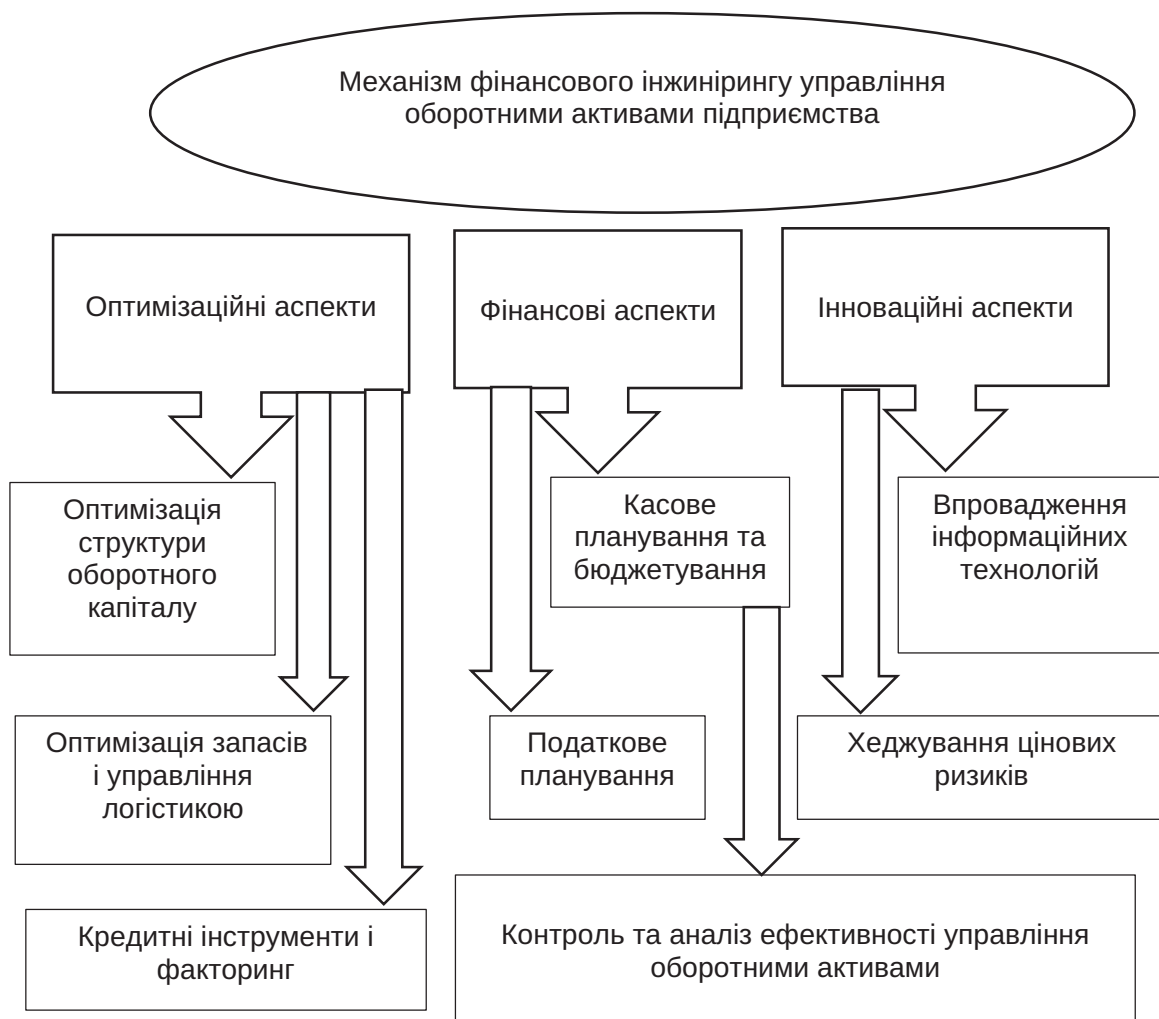 Механізм фінансового інжинірингу управління
оборотними активами підприємства
Оптимізаційні аспекти
Фінансові аспекти
Інноваційні аспекти
Оптимізація
структури
оборотного
капіталу
Касове
планування та
бюджетування
Впровадження
інформаційних
технологій
Оптимізація запасів
і управління
логістикою
Податкове
планування
Хеджування цінових
ризиків
Кредитні інструменти і
факторинг
Контроль та аналіз ефективності управління
оборотними активами